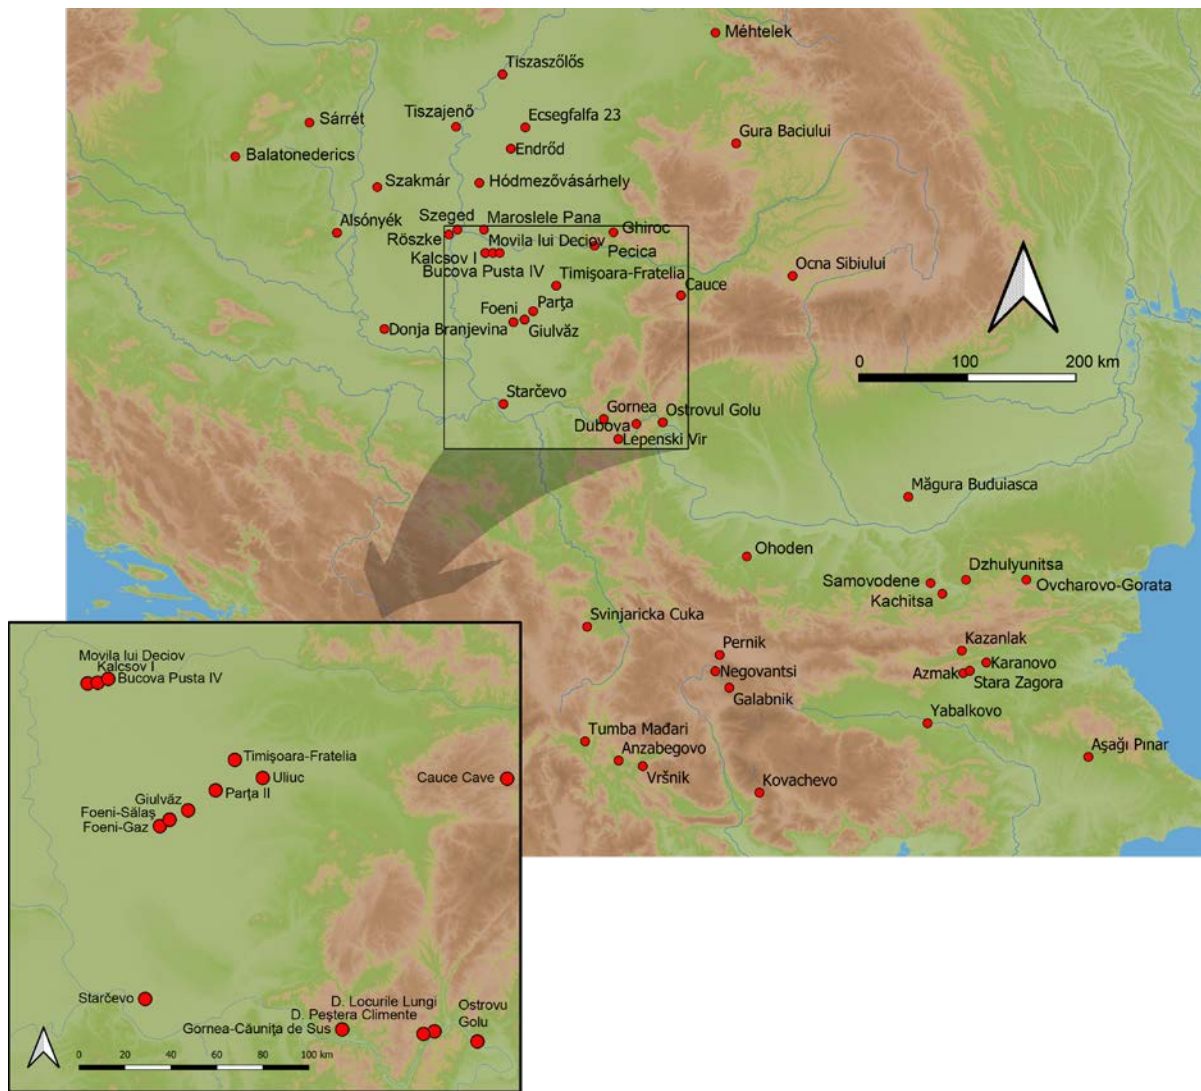 Méhtelek
Tiszaszőlős
Sárrét
Tiszajenő
Ecsegfalfa 23
Gura Baciului
Balatonederics
Endrőd
Szakmár
Hódmezővásárhely
Alsónyék
Szeged
Maroslele Pana
Ghiroc
Röszke
Movila lui Deciov
Pecica
Kalcsov I
Bucova Pusta IV
Timişoara-Fratelia
Ocna Sibiului
Cauce
Foeni
Parţa
Donja Branjevina
Giulvăz
0 100 200 km
Starčevo
Gornea
Ostrovul Golu
Dubova
Lepenski Vir
Măgura Buduiasca
Ohoden
Dzhulyunitsa
Samovodene
Ovcharovo-Gorata
Kachitsa
Svinjaricka Cuka
Pernik
Kazanlak
Negovantsi
Karanovo
Azmak
Stara Zagora
Galabnik
Yabalkovo
Tumba Mađari
Anzabegovo
Aşağı Pınar
Vršnik
Kovachevo
Movila lui Deciov
Kalcsov I
Bucova Pusta IV
Timişoara-Fratelia
Uliuc
Cauce Cave
Parţa II
Giulvăz
Foeni-Sălaş
Foeni-Gaz
Starčevo
D. Locurile Lungi
Ostrovu
Golu
D. Peştera Climente
Gornea-Căuniţa de Sus
0 20 40 60 80 100 km